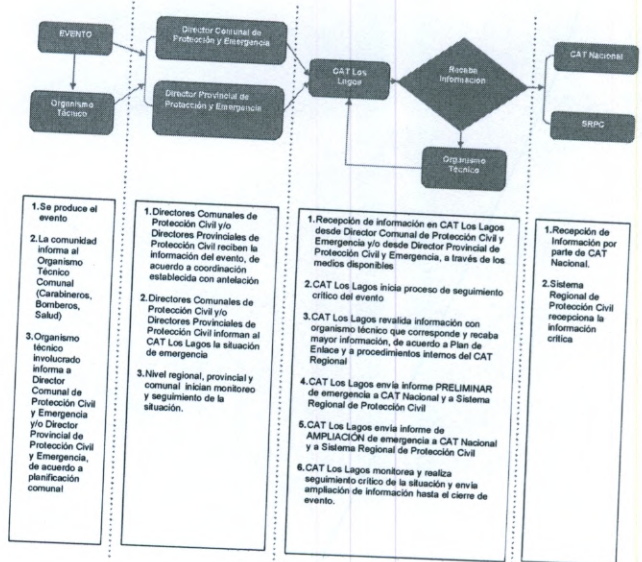 EVENTO
Organismo
Técnico
Director Comunal de
Protección y Emergencia
Director Provincial de
Protección y Emergencia
CAT Los
Lagos
Recaba
Información
Organismo
Técnico
CAT Nacional
SRPC
1.Se produce el
evento
2.La comunidad
informa al
Organismo
Técnico
Comunal
(Carabineros,
Bomberos,
Salud)
3.Organismo
técnico
involucrado
informa a
Director
Comunal de
Protección Civil
y Emergencia
y/o Director
Provincial de
Protección Civil
y Emergencia,
de acuerdo a
planificación
comunal
1.Directores Comunales de
Protección Civil y/o
Directores Provinciales de
Protección Civil reciben la
información del evento, de
acuerdo a coordinación
establecida con antelación
2.Directores Comunales de
Protección Civil y/o
Directores Provinciales de
Protección Civil informan al
CAT Los Lagos la situación
de emergencia
3.Nivel regional, provincial y
comunal inician monitoreo
y seguimiento de la
situación.
1.Recepción de información en CAT Los Lagos
desde Director Comunal de Protección Civil y
Emergencia y/o desde Director Provincial de
Protección Civil y Emergencia, a través de los
medios disponibles
2.CAT Los Lagos inicia proceso de seguimiento
crítico del evento
3.CAT Los Lagos revalida información con
organismo técnico que corresponde y recaba
mayor información, de acuerdo a Plan de
Enlace y a procedimientos internos del CAT
Regional
4.CAT Los Lagos envía informe PRELIMINAR
de emergencia a CAT Nacional y a Sistema
Regional de Protección Civil
5.CAT Los Lagos envía informe de
AMPLIACIÓN de emergencia a CAT Nacional
y a Sistema Regional de Protección Civil
6.CAT Los Lagos monitorea y realiza
seguimiento crítico de la situación y envía
ampliación de información hasta el cierre de
evento.
1.Recepción de
Información por
parte de CAT
Nacional.
2.Sistema
Regional de
Protección Civil
recepciona la
información
crítica